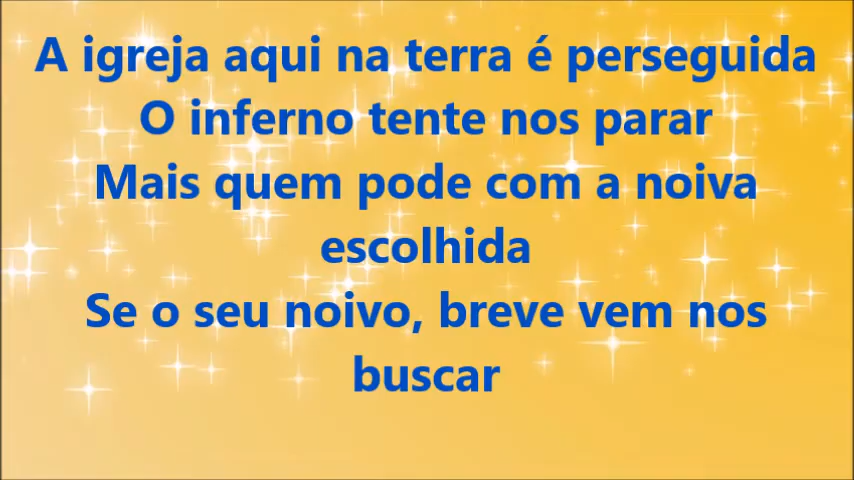 A igreja aqui na terra é perseguida
O inferno tente nos parar
Mais quem pode com a noiva
escolhida
Se o seu noivo, breve vem nos
buscar